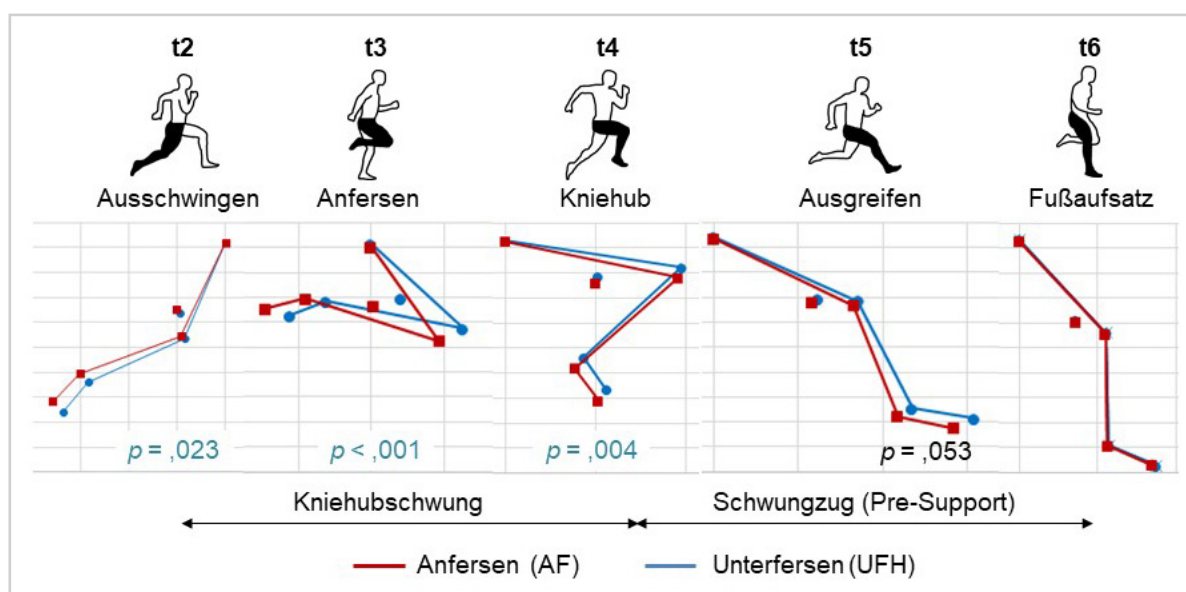 t2 t3 t4 t5 t6
Ausschwingen Anfersen Kniehub Ausgreifen Fußaufsatz
p = ,023 p < ,001 p = ,004 p = ,053
Kniehubschwung Schwungzug (Pre-Support)
Anfersen (AF) Unterfersen (UFH)